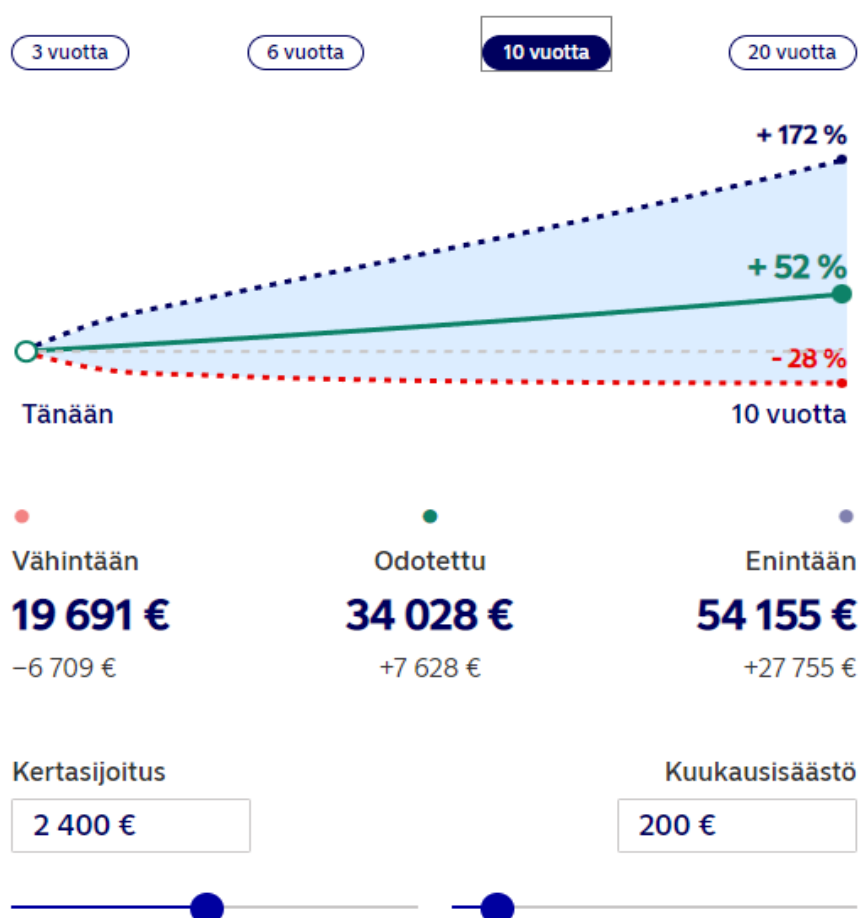 3 vuotta 6 vuotta 10 vuotta 20 vuotta
+ 172 %
+ 52 %
- 28 %
Tänään 10 vuotta
Vähintään Odotettu Enintään
19 691 € 34 028 € 54 155 €
−6 709 € +7 628 € +27 755 €
Kertasijoitus Kuukausisäästö
2 400 € 200 €